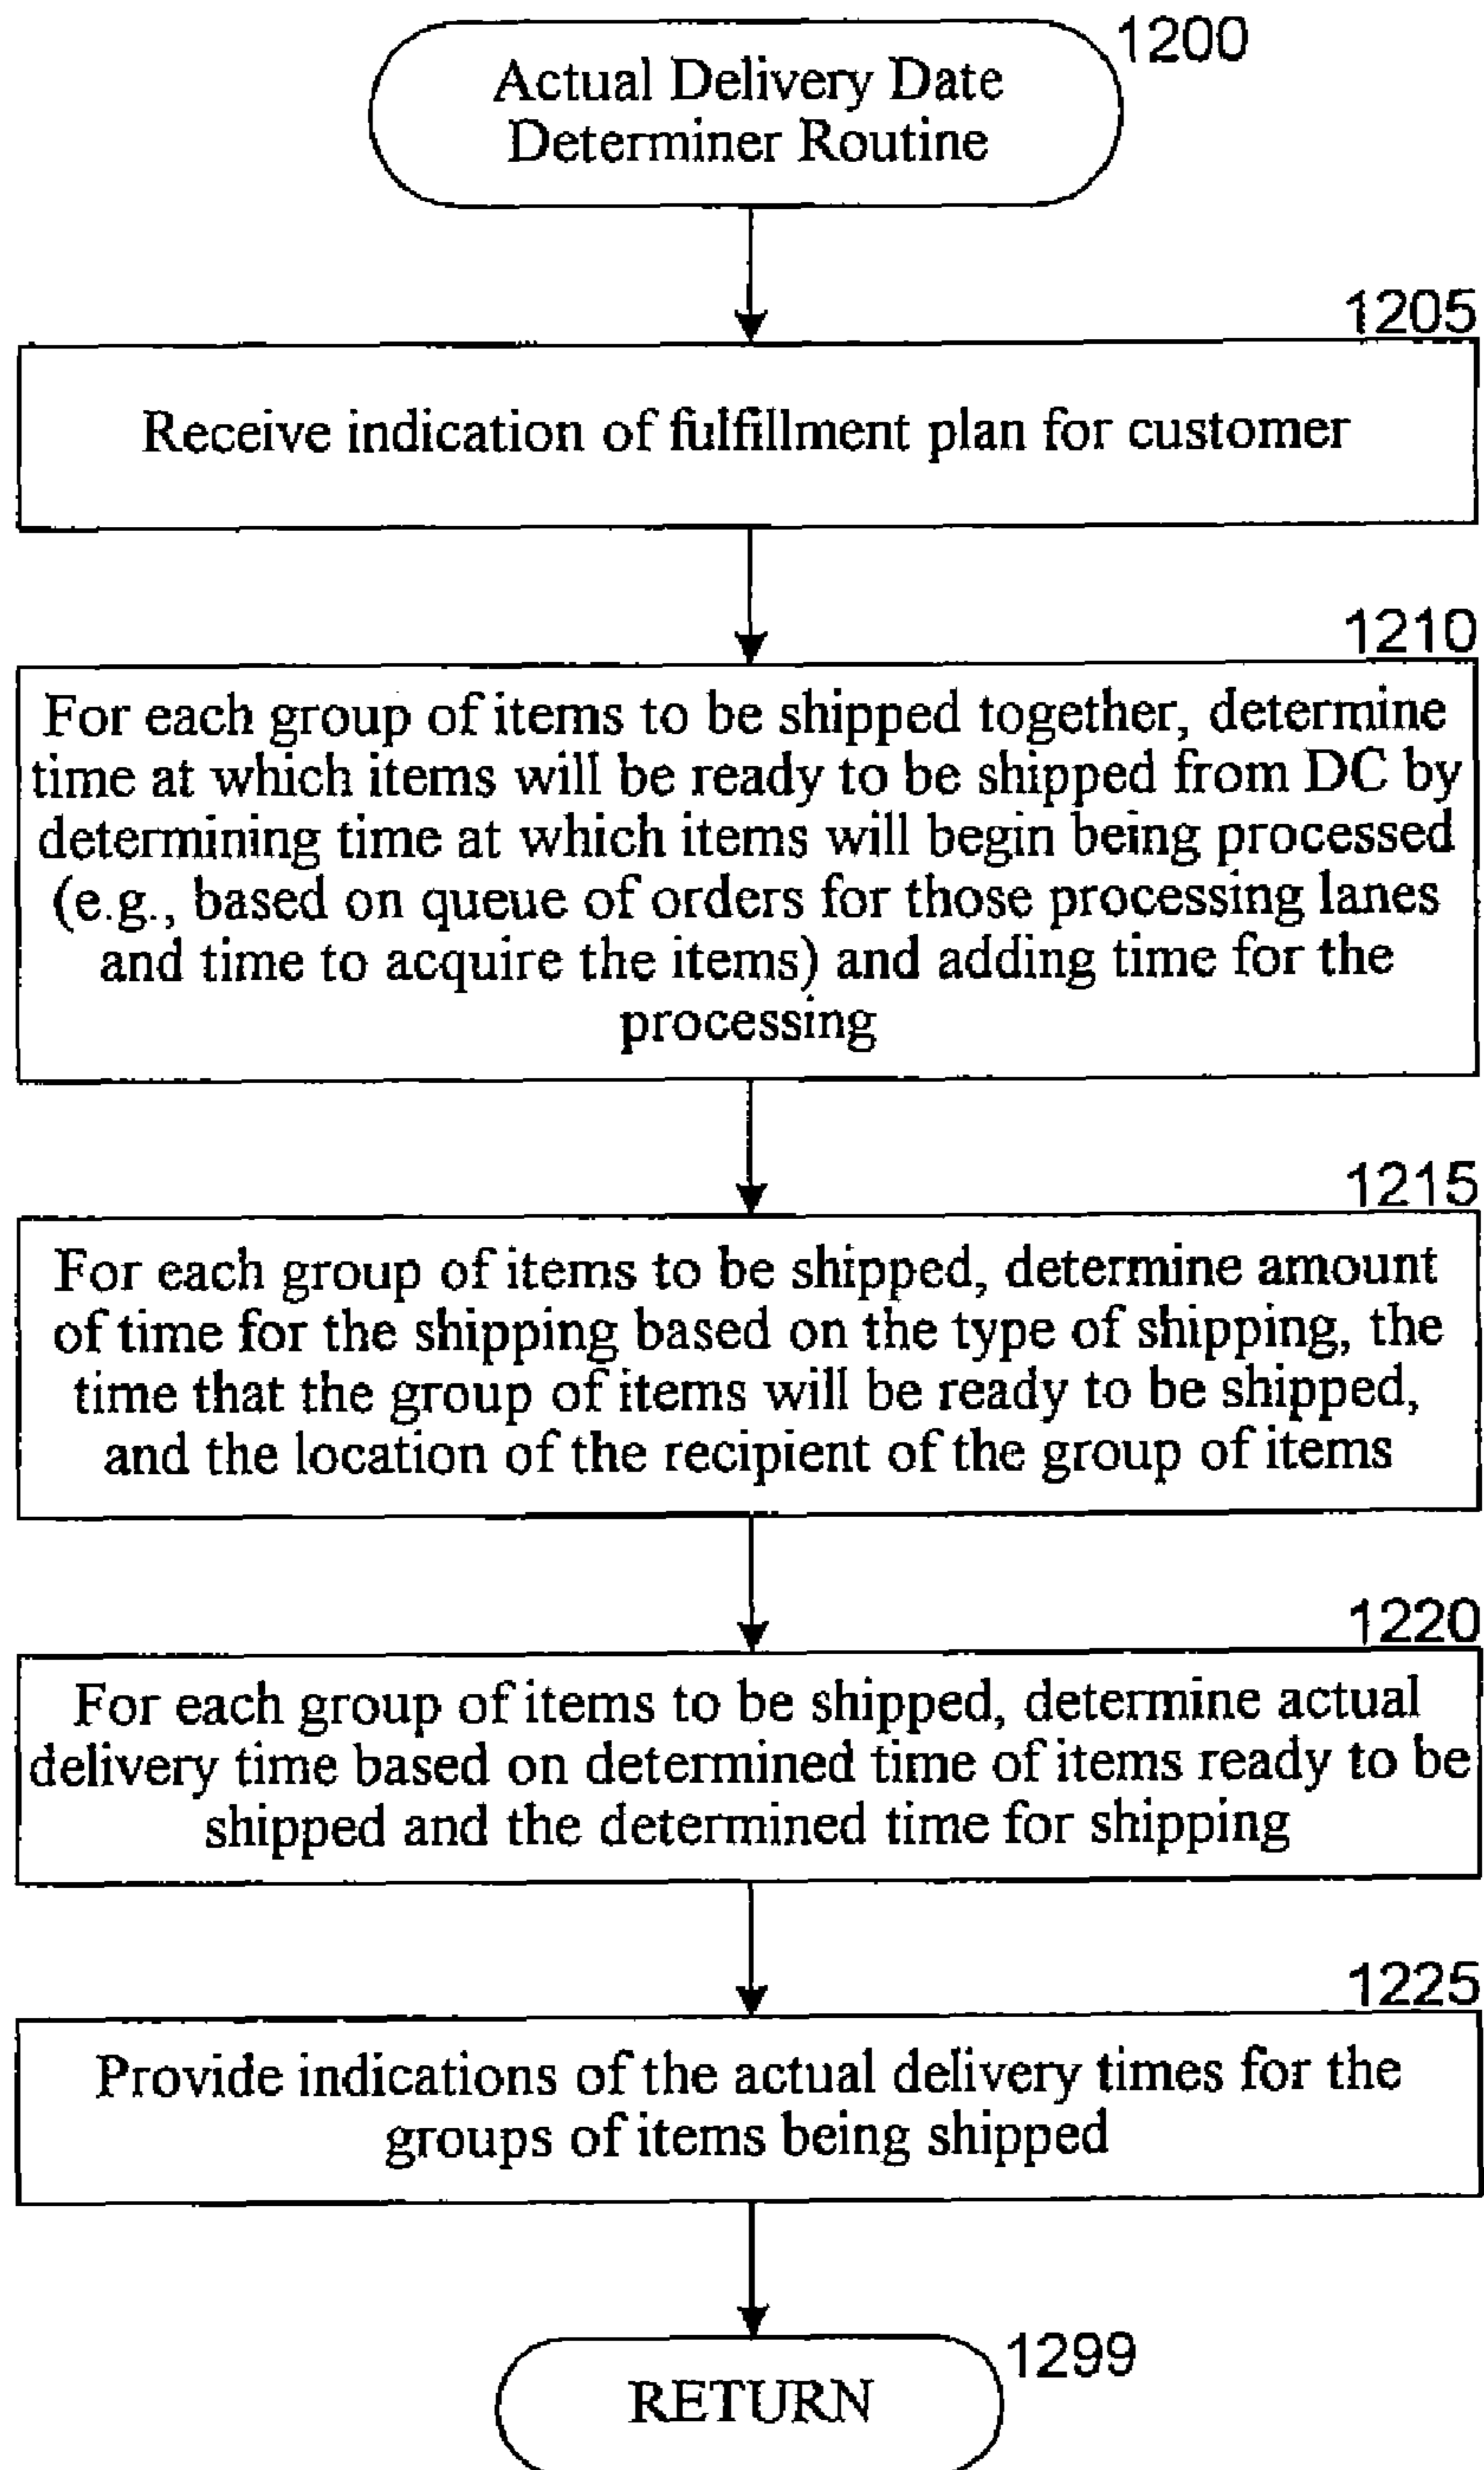 1200
Actual Delivery Date
Determiner Routine
1205
Receive indication of fulfillment plan for customer
1210
For each group of items to be shipped together, determine
time at which items will be ready to be shipped from DC by
determining time at which items will begin being processed
(e.g., based on queue of orders for those processing lanes
and time to acquire the items) and adding time for the
processing
1215
For each group of items to be shipped, determine amount
of time for the shipping based on the type of shipping, the
time that the group of items will be ready to be shipped,
and the location of the recipient of the group of items
1220
For each group of items to be shipped, determine actual
delivery time based on determined time of items ready to be
shipped and the determined time for shipping
1225
Provide indications of the actual delivery times for the
groups of items being shipped
1299
RETURN